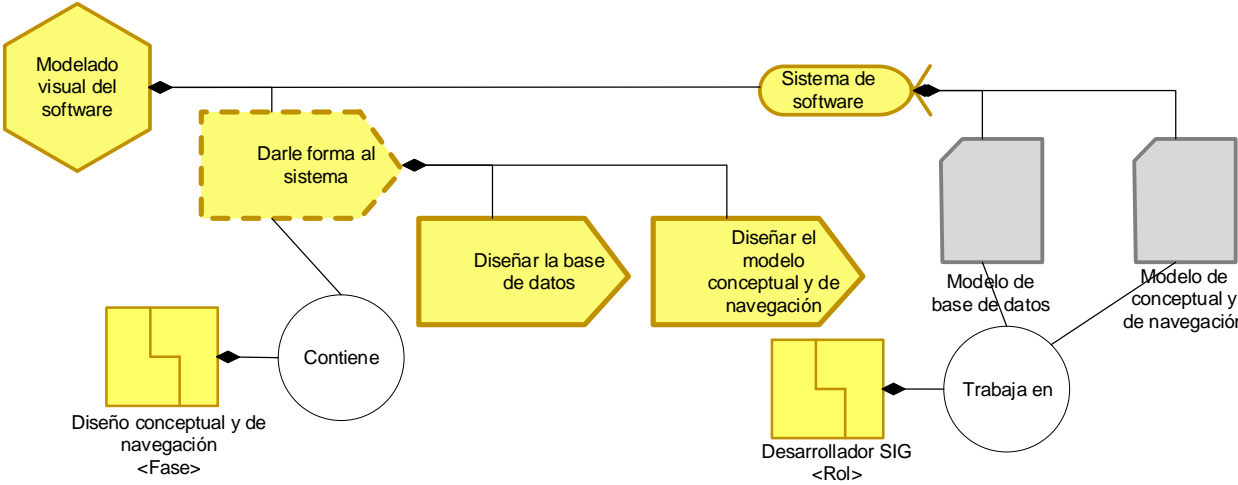 Modelado
visual del
software
Sistema de
software
Darle forma al
sistema
Diseñar la base
de datos
Diseñar el
modelo
conceptual y de
navegación
Modelo de
base de datos
Modelo de
conceptual y
de navegación
Contiene
Trabaja en
Diseño conceptual y de
navegación
<Fase>
Desarrollador SIG
<Rol>